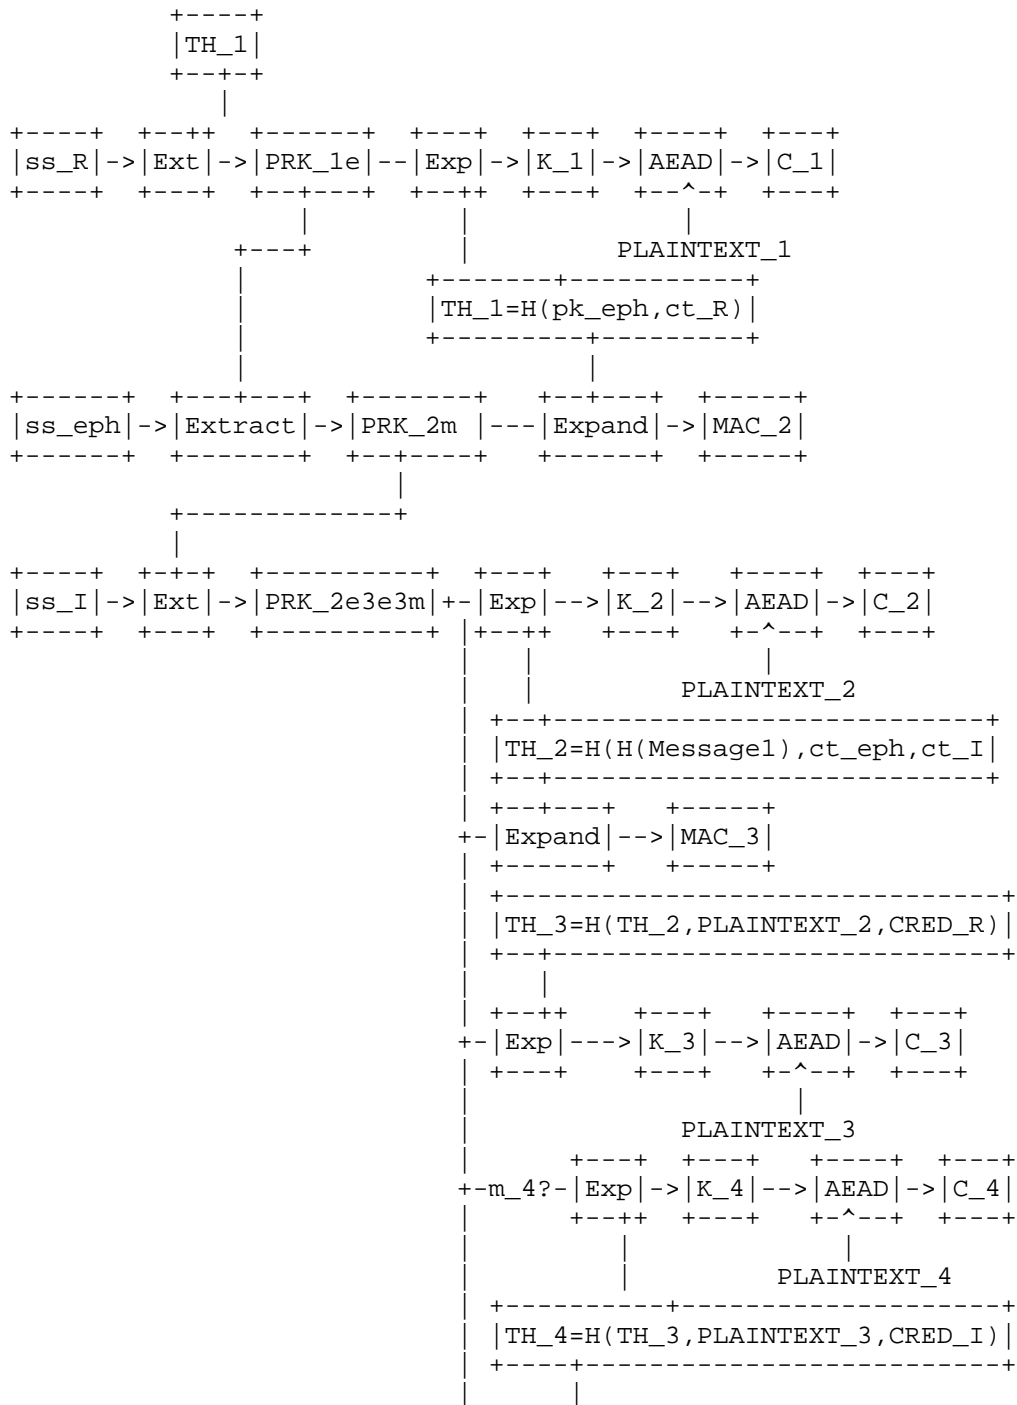 +----+
           |TH_1|
           +--+-+
              |
+----+  +--++  +------+  +---+  +---+  +----+  +---+
|ss_R|->|Ext|->|PRK_1e|--|Exp|->|K_1|->|AEAD|->|C_1|
+----+  +---+  +--+---+  +--++  +---+  +--^-+  +---+
                  |         |             |
              +---+         |         PLAINTEXT_1
              |           +-------+-----------+
              |           |TH_1=H(pk_eph,ct_R)|
              |           +---------+---------+
              |                     |
+------+  +---+---+  +-------+   +--+---+  +-----+
|ss_eph|->|Extract|->|PRK_2m |---|Expand|->|MAC_2|
+------+  +-------+  +--+----+   +------+  +-----+
                        |
          +-------------+
          |
+----+  +-+-+  +----------+  +---+   +---+   +----+  +---+
|ss_I|->|Ext|->|PRK_2e3e3m|+-|Exp|-->|K_2|-->|AEAD|->|C_2|
+----+  +---+  +----------+ |+--++   +---+   +-^--+  +---+
                            |   |              |
                            |   |         PLAINTEXT_2
                            | +--+--------------------------+
                            | |TH_2=H(H(Message1),ct_eph,ct_I|
                            | +--+--------------------------+
                            | +--+---+   +-----+
                            +-|Expand|-->|MAC_3|
                            | +------+   +-----+
                            | +------------------------------+
                            | |TH_3=H(TH_2,PLAINTEXT_2,CRED_R)|
                            | +--+----------------------------+
                            |    |
                            | +--++    +---+   +----+  +---+
                            +-|Exp|--->|K_3|-->|AEAD|->|C_3|
                            | +---+    +---+   +-^--+  +---+
                            |                    |
                            |             PLAINTEXT_3
                            |      +---+  +---+   +----+  +---+
                            +-m_4?-|Exp|->|K_4|-->|AEAD|->|C_4|
                            |      +--++  +---+   +-^--+  +---+
                            |         |             |
                            |         |         PLAINTEXT_4
                            | +----------+--------------------+
                            | |TH_4=H(TH_3,PLAINTEXT_3,CRED_I)|
                            | +----+--------------------------+
                            |      |